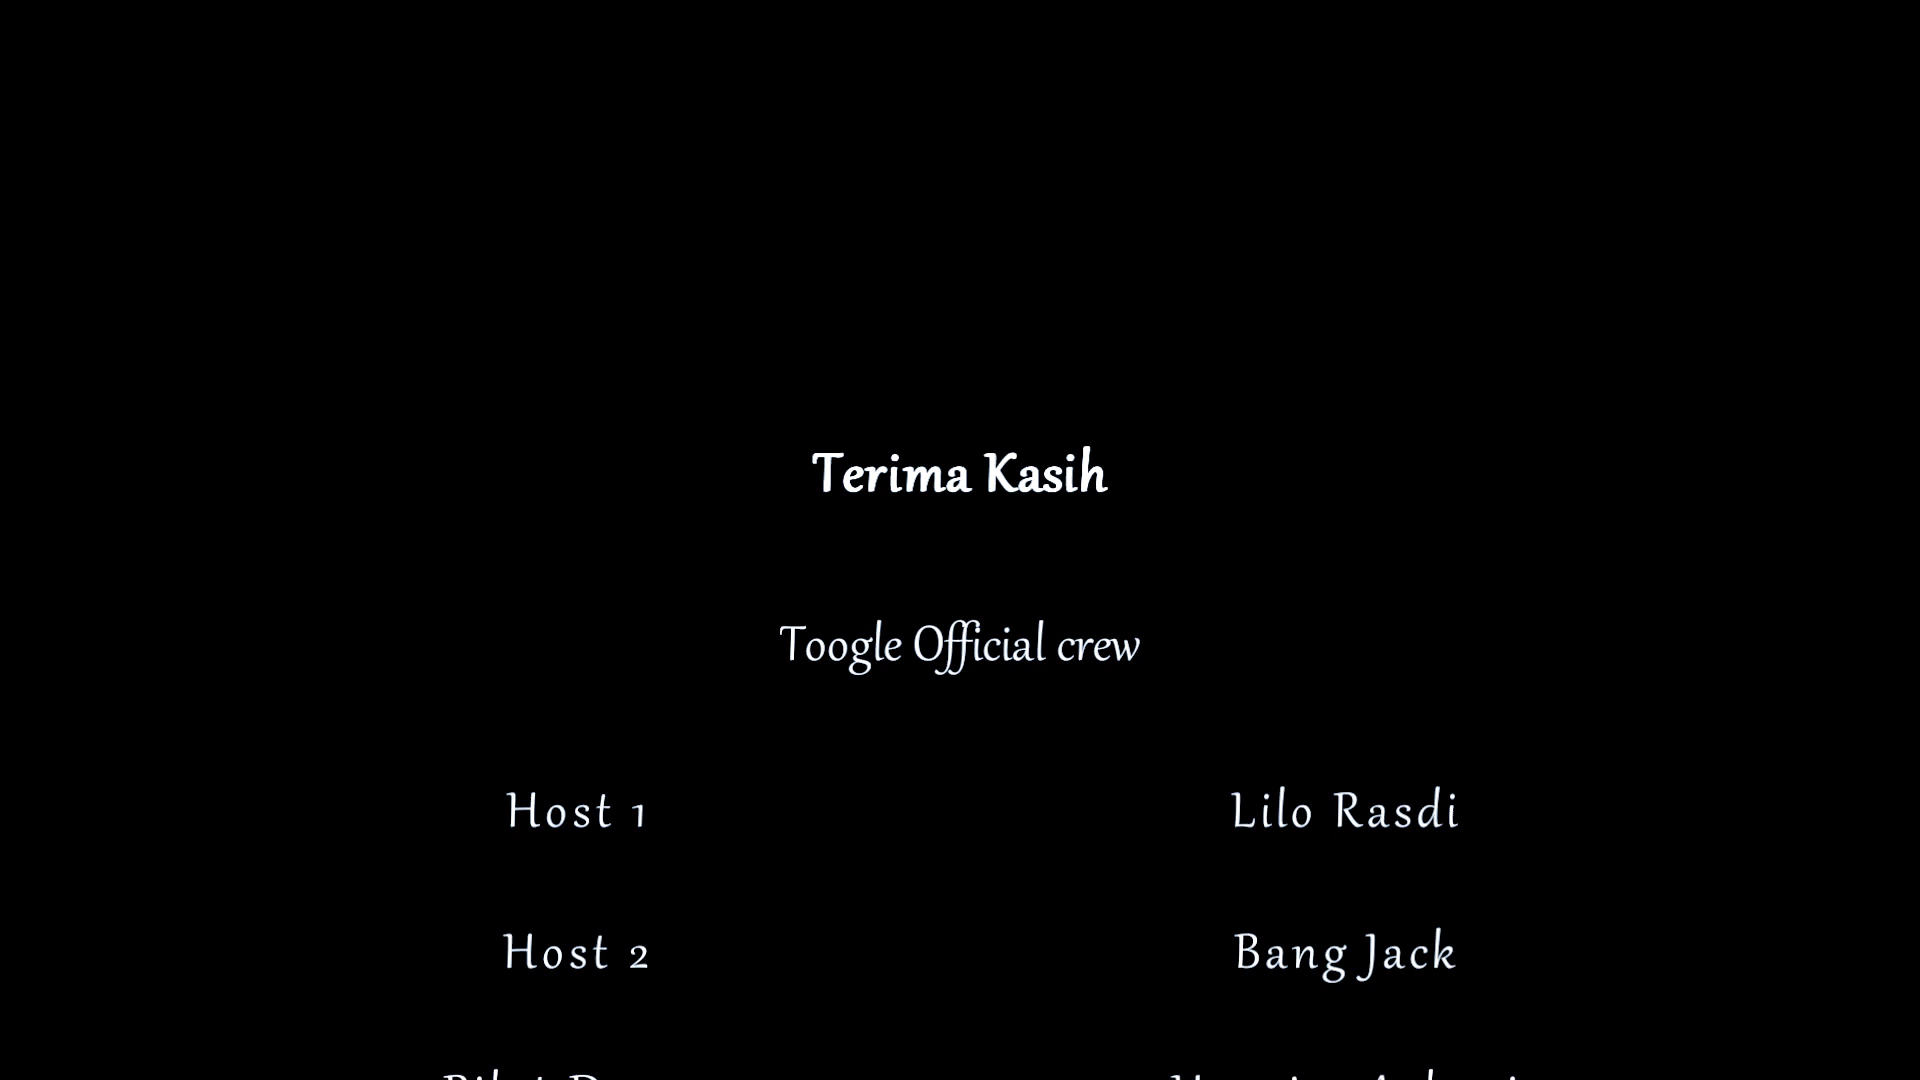 Terima Kasih
Toogle Official crew
Host 1 Lilo Rasdi
Host 2 Bang Jack